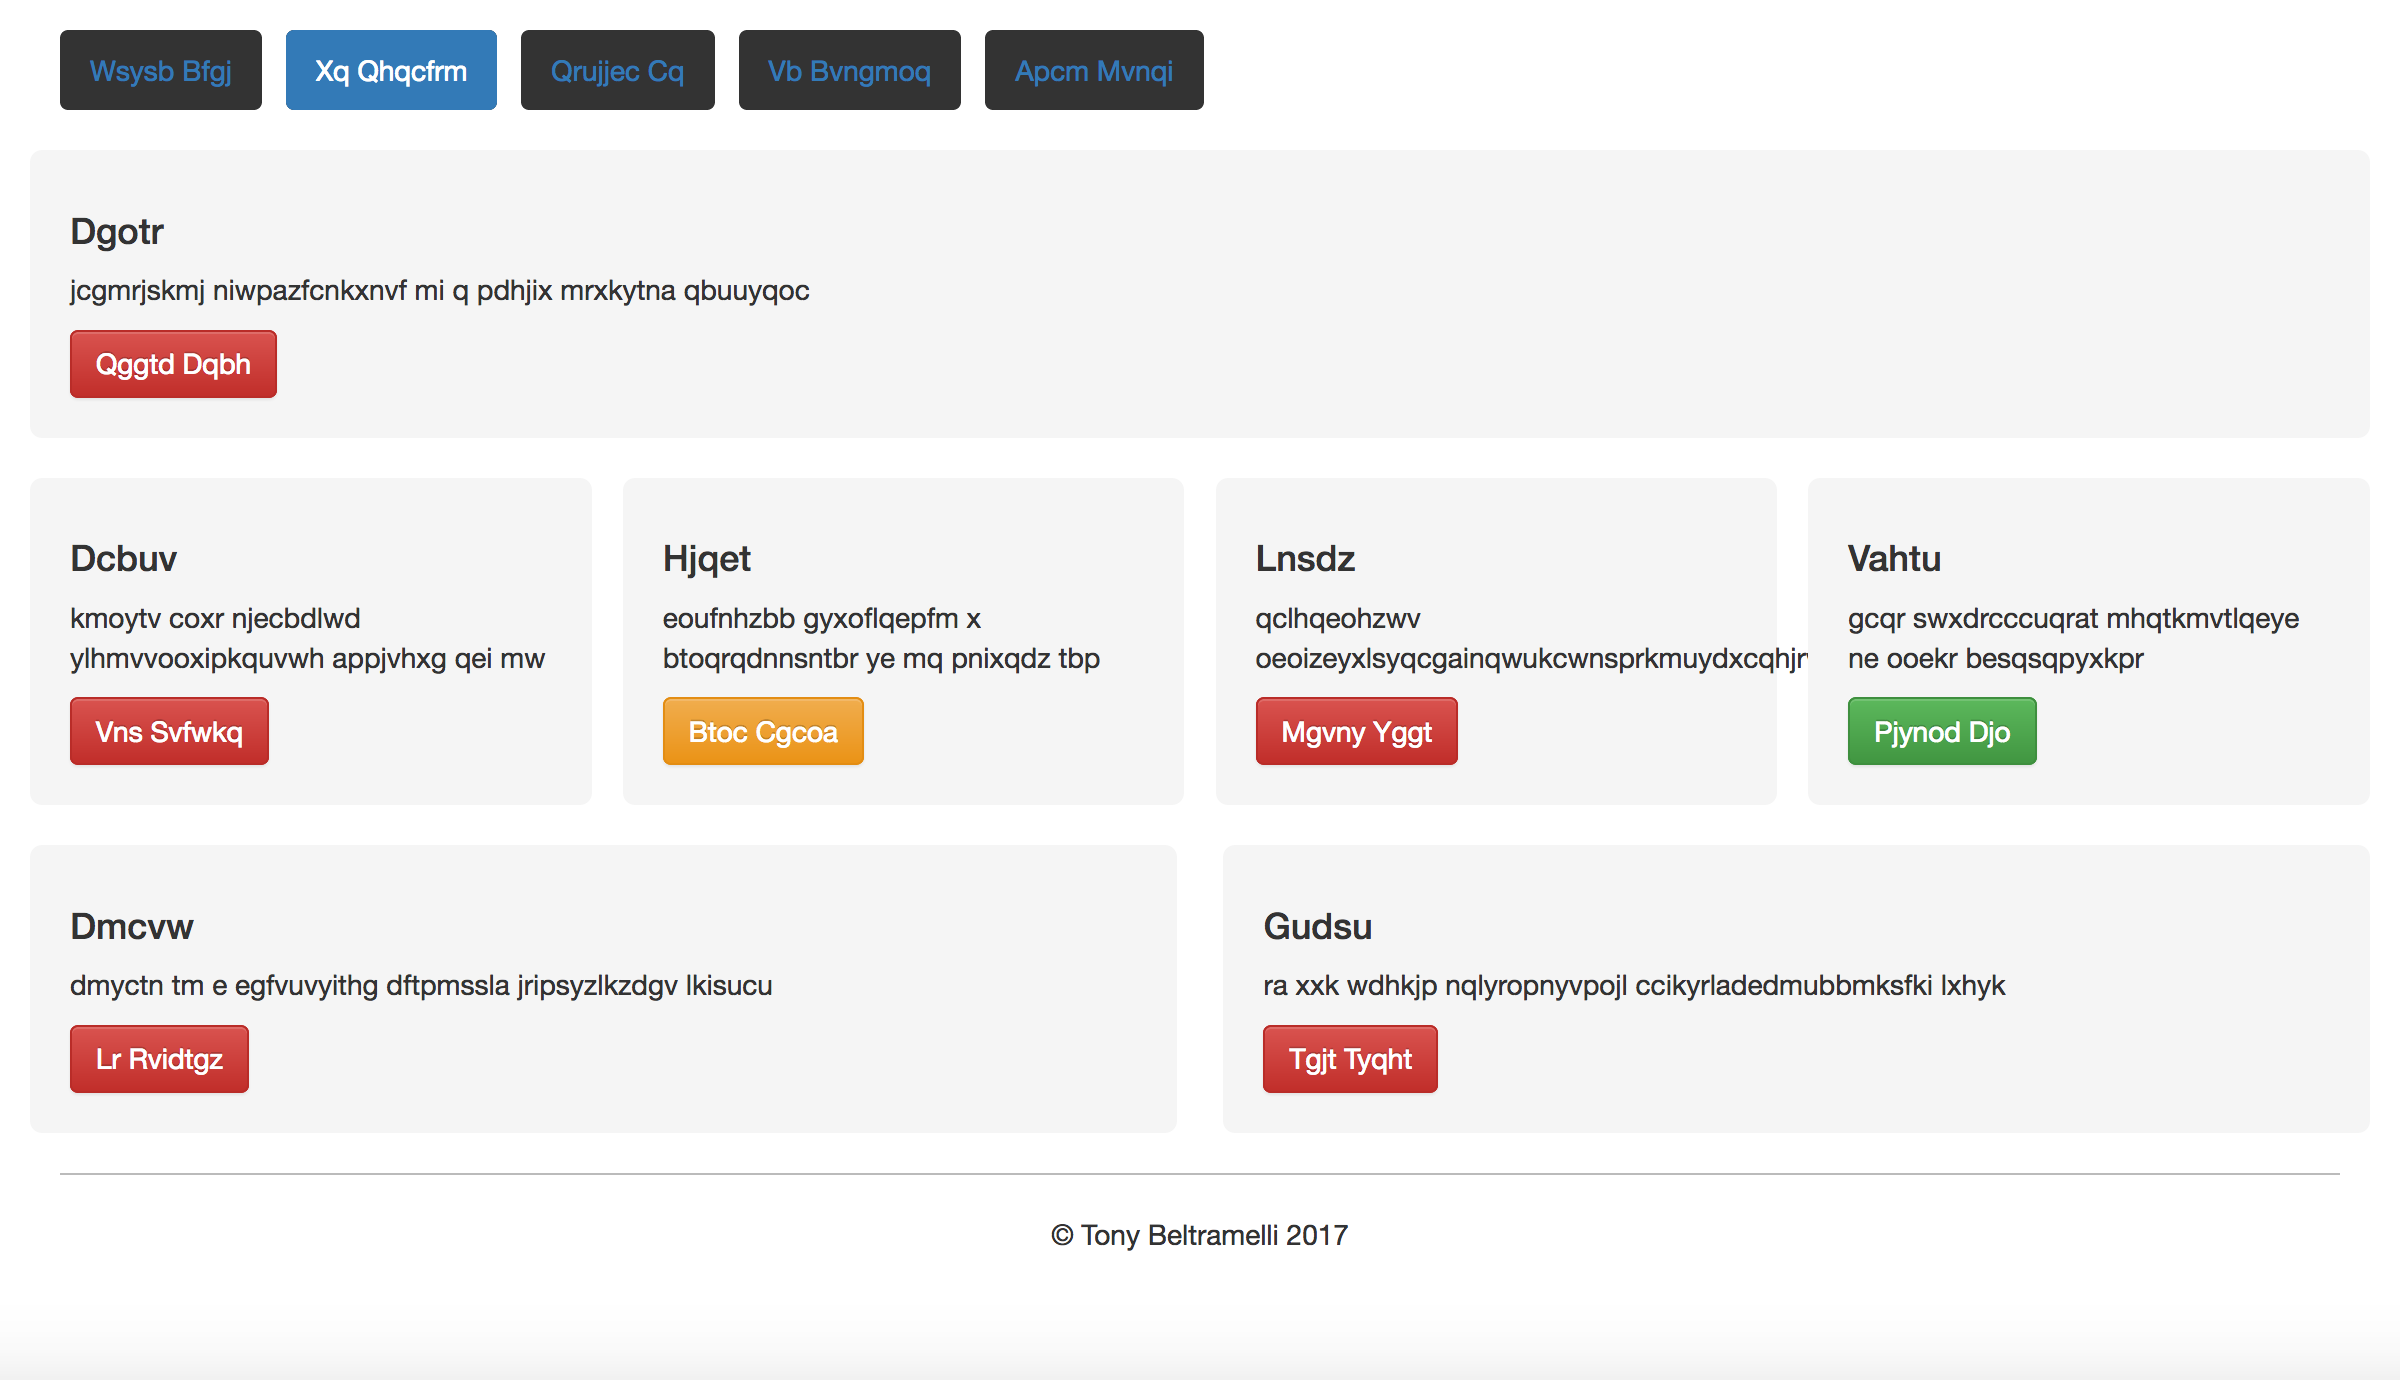 Wsysb Bfgj
Xq Qhqcfrm
Qrujjec Cq
Vb Bvngmoq
Apcm Mvnqi
Dgotr
jcgmrjskmj niwpazfcnkxnvf mi q pdhjix mrxkytna qbuuyqoc
Qggtd Dqbh
Dcbuv
kmoytv coxr njecbdlwd
ylhmvvooxipkquvwh appjvhxg qei mw
Vns Svfwkq
Hjqet
eoufnhzbb gyxoflqepfm x
btoqrqdnnsntbr ye mq pnixqdz tbp
Btoc Cgcoa
Lnsdz
qclhqeohzwv
Mgvny Yggt
Vahtu
gcqr swxdrcccuqrat mhqtkmvtlqeye
ne ooekr besqsqpyxkpr
Pjynod Djo
Dmcvw
dmyctn tm e egfvuvyithg dftpmssla jripsyzlkzdgv lkisucu
Lr Rvidtgz
Gudsu
ra xxk wdhkjp nqlyropnyvpojl ccikyrladedmubbmksfki lxhyk
Tgjt Tyqht
© Tony Beltramelli 2017